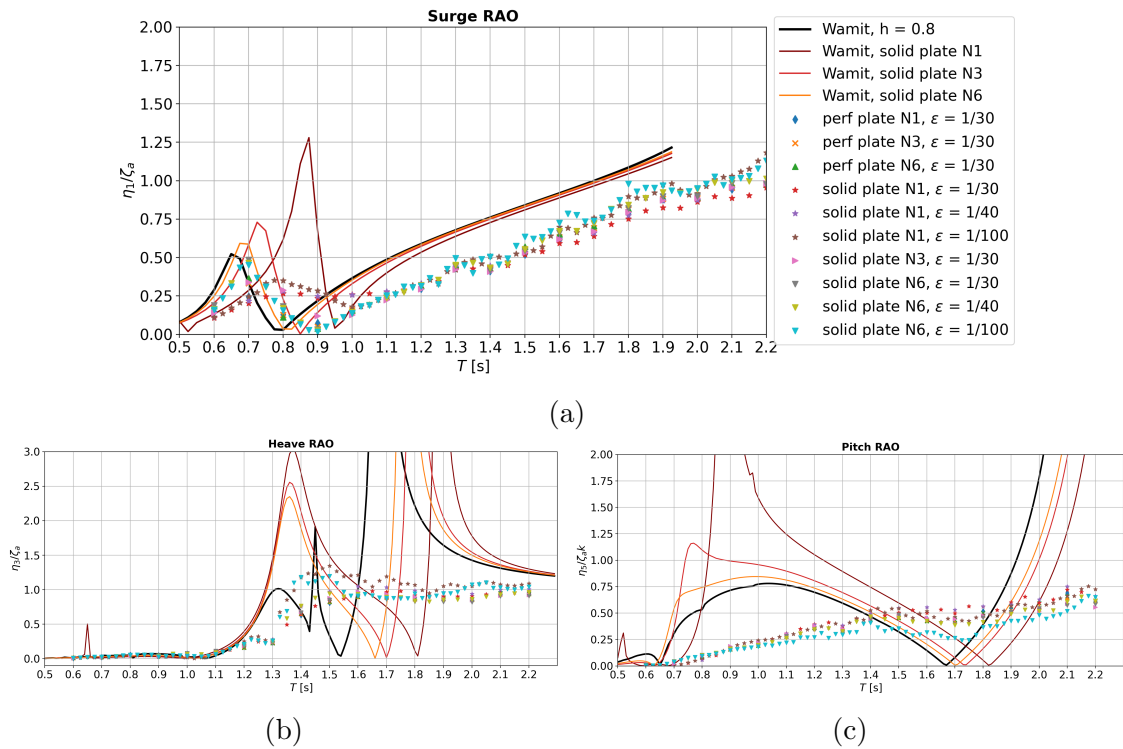 Surge RAO
2.00
1.75
1.50
1.25
1.00
0.75
0.50
0.25
0.00
η1/ζa
0.5 0.6 0.7 0.8 0.9 1.0 1.1 1.2 1.3 1.4 1.5 1.6 1.7 1.8 1.9 2.0 2.1 2.2
T [s]
Wamit, h = 0.8
Wamit, solid plate N1
Wamit, solid plate N3
Wamit, solid plate N6
perf plate N1, ε = 1/30
perf plate N3, ε = 1/30
perf plate N6, ε = 1/30
solid plate N1, ε = 1/30
solid plate N1, ε = 1/40
solid plate N1, ε = 1/100
solid plate N3, ε = 1/30
solid plate N6, ε = 1/30
solid plate N6, ε = 1/40
solid plate N6, ε = 1/100
(a)
Heave RAO
3.0
2.5
2.0
1.5
1.0
0.5
0.0
η3/ζa
0.5 0.6 0.7 0.8 0.9 1.0 1.1 1.2 1.3 1.4 1.5 1.6 1.7 1.8 1.9 2.0 2.1 2.2
T [s]
(b)
Pitch RAO
2.00
1.75
1.50
1.25
1.00
0.75
0.50
0.25
0.00
η5/ζak
0.5 0.6 0.7 0.8 0.9 1.0 1.1 1.2 1.3 1.4 1.5 1.6 1.7 1.8 1.9 2.0 2.1 2.2
T [s]
(c)